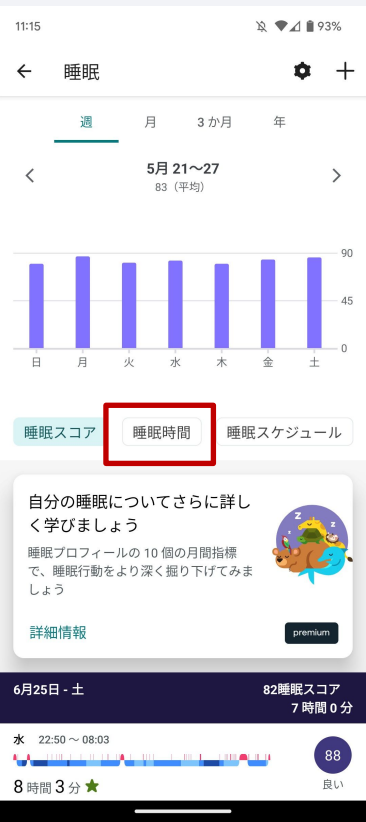 11:15 93%
睡眠
週 月 3 か月 年
5月 21～27
83（平均）
90
45
0
日 月 火 水 木 金 土
睡眠スコア 睡眠時間 睡眠スケジュール
自分の睡眠についてさらに詳し
く学びましょう
睡眠プロフィールの 10 個の月間指標
で、睡眠行動をより深く掘り下げてみま
しょう
z z
詳細情報 premium
6月25日 - 土 82睡眠スコア
7 時間 0 分
水 22:50 ～ 08:03
88
8 時間 3 分 良い